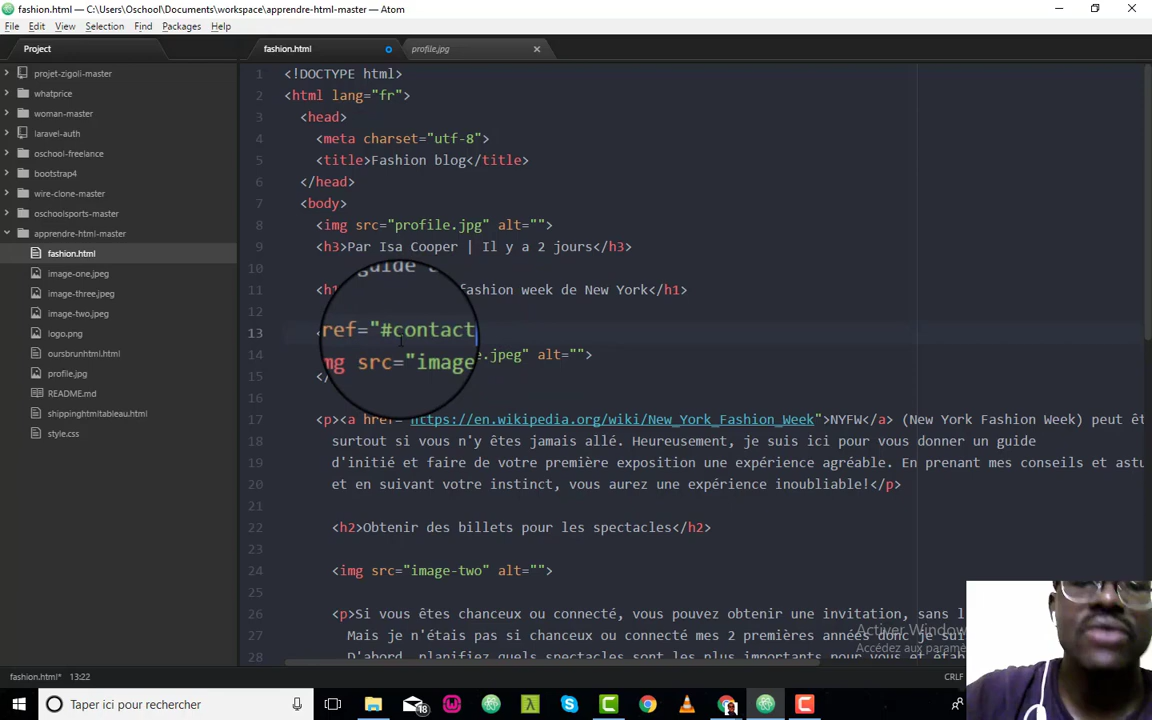 fashion.html — C:\Users\Oschool\Documents\workspace\apprendre-html-master — Atom
File Edit View Selection Find Packages Help
Project
fashion.html
profile.jpg
projet-zigoli-master
whatprice
woman-master
laravel-auth
oschool-freelance
bootstrap4
wire-clone-master
oschoolsports-master
apprendre-html-master
fashion.html
image-one.jpeg
image-three.jpeg
image-two.jpeg
logo.png
oursbrunhtml.html
profile.jpg
README.md
shippinghtmltableau.html
style.css
1 <!DOCTYPE html>
2 <html lang="fr">
3 <head>
4 <meta charset="utf-8">
5 <title>Fashion blog</title>
6 </head>
7 <body>
8 <img src="profile.jpg" alt="">
9 <h3>Par Isa Cooper | Il y a 2 jours</h3>
10
guide
11 <h1 fashion week de New York</h1>
12
13 < ref="#contact
14 mg src="image e.jpeg" alt="">
15 </
16
17 <p><a href="https://en.wikipedia.org/wiki/New_York_Fashion_Week">NYFW</a> (New York Fashion Week) peut êt
18 surtout si vous n'y êtes jamais allé. Heureusement, je suis ici pour vous donner un guide
19 d'initié et faire de votre première exposition une expérience agréable. En prenant mes conseils et astu
20 et en suivant votre instinct, vous aurez une expérience inoubliable!</p>
21
22 <h2>Obtenir des billets pour les spectacles</h2>
23
24 <img src="image-two" alt="">
25
26 <p>Si vous êtes chanceux ou connecté, vous pouvez obtenir une invitation, sans l
27 Mais je n'étais pas si chanceux ou connecté mes 2 premières années donc je sui
28 D'abord, planifiez quels spectacles sont les plus importants pour vous et établ
Activer Window
Accédez aux paramè
fashion.html* 13:22
CRLF
Taper ici pour rechercher
18